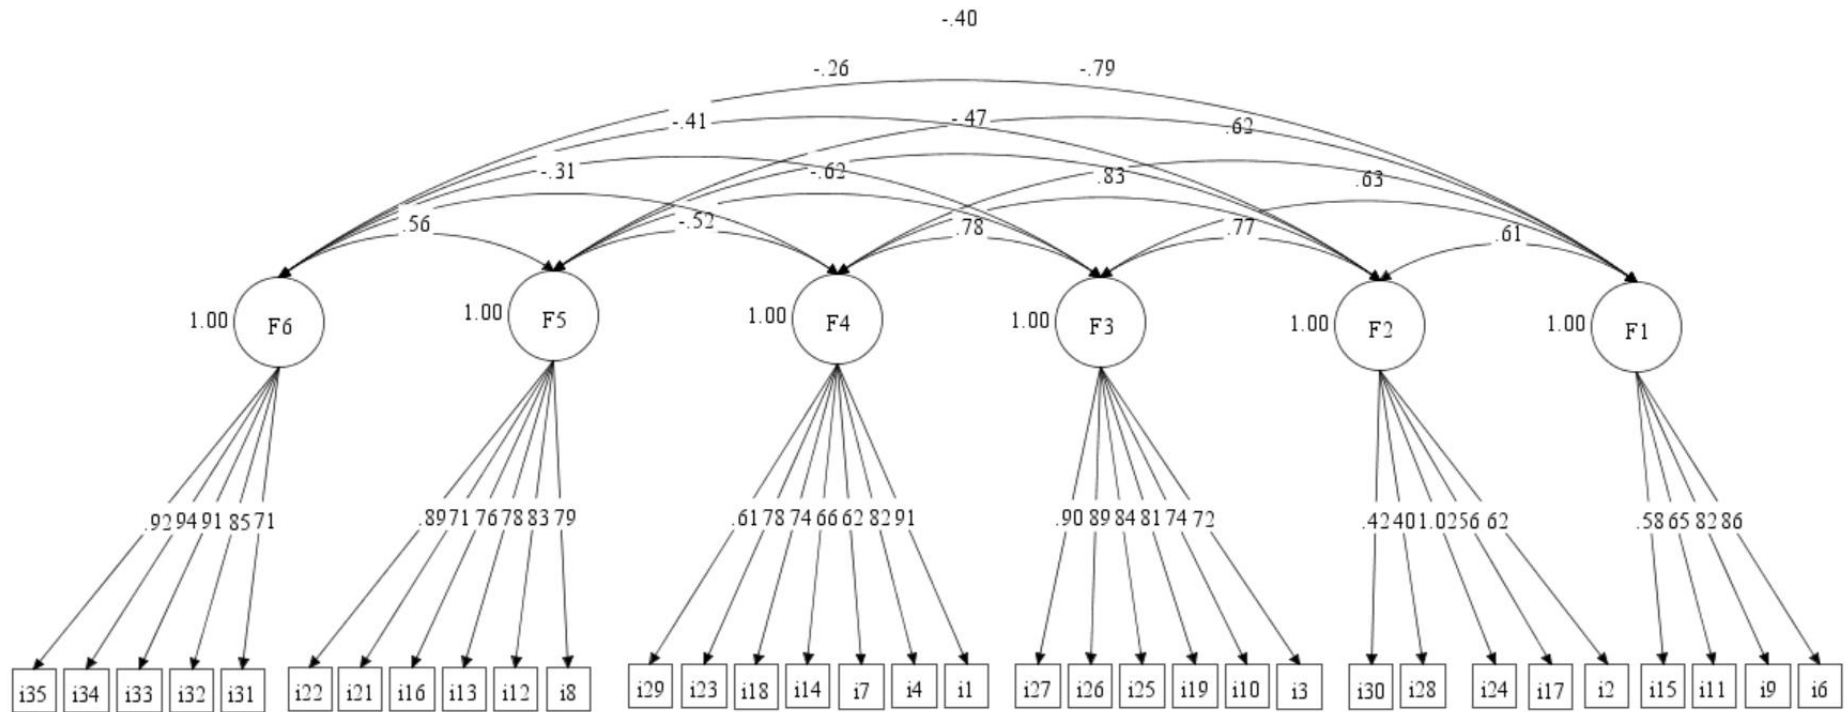 -.40
-.26 -.79
-.41 -.47 .62
-.31 -.62 .83 .63
.56 -.52 .78 .77 .61
1.00 F6 1.00 F5 1.00 F4 1.00 F3 1.00 F2 1.00 F1
.92 94 91 85 71 .89 71 76 78 83 79 .61 78 74 66 62 82 91 .90 89 84 81 74 72 .42 40 1.02 56 62 .58 65 82 86
i35 i34 i33 i32 i31 i22 i21 i16 i13 i12 i8 i29 i23 i18 i14 i7 i4 i1 i27 i26 i25 i19 i10 i3 i30 i28 i24 i17 i2 i15 i11 i9 i6